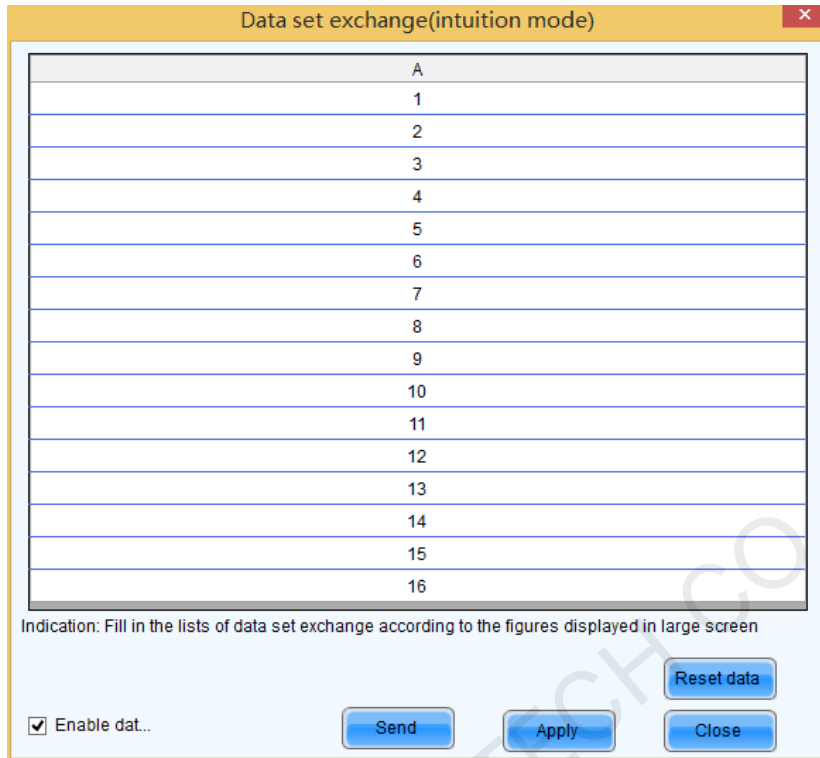 Data set exchange(intuition mode)
A
1
2
3
4
5
6
7
8
9
10
11
12
13
14
15
16
Indication: Fill in the lists of data set exchange according to the figures displayed in large screen
Reset data
Enable dat...
Send
Apply
Close
TECH CO